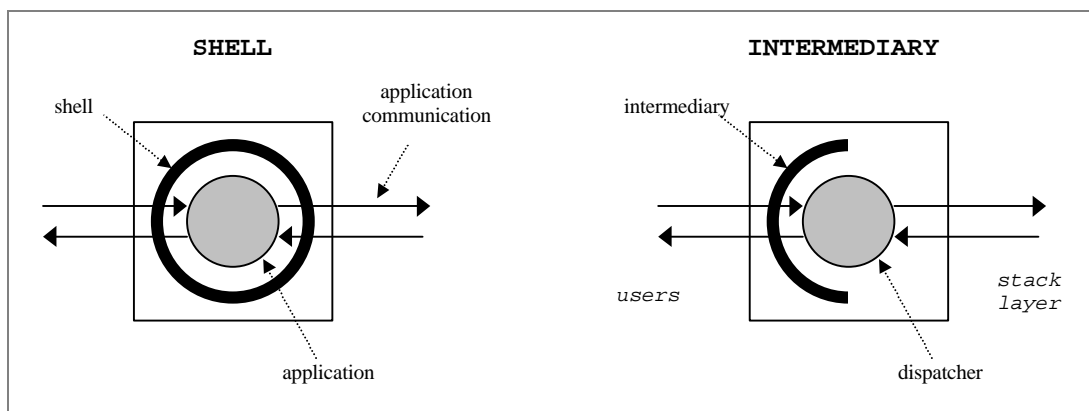 SHELL
shell
application
communication
application
INTERMEDIARY
intermediary
users
stack
layer
dispatcher